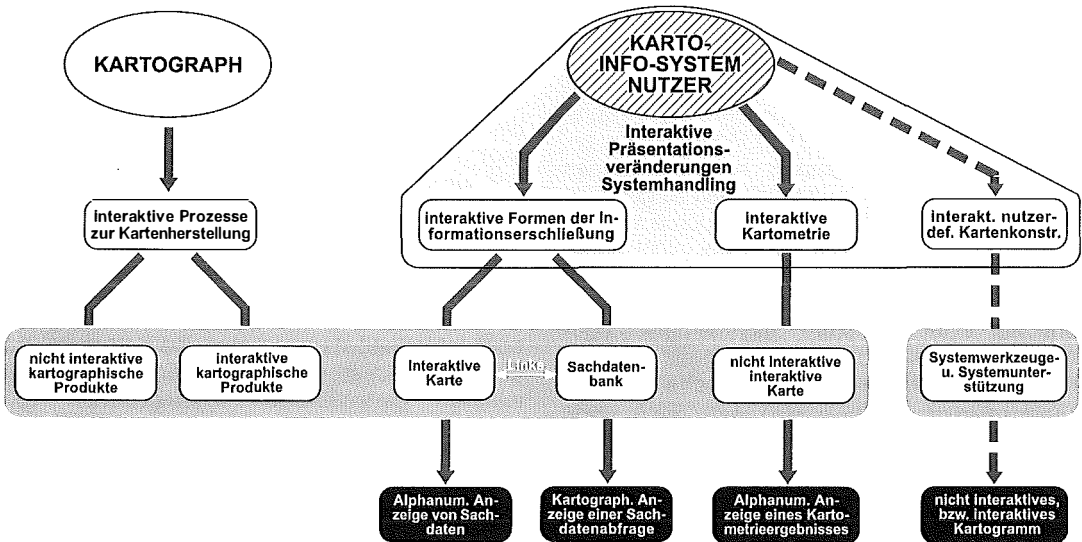 KARTOGRAPH
KARTO-
INFO-SYSTEM
NUTZER
Interaktive
Präsentations-
veränderungen
Systemhandling
interaktive Prozesse
zur Kartenherstellung
interaktive Formen der In-
formationserschließung
interaktive
Kartometrie
interakt. nutzer-
def. Kartenkonstr.
nicht interaktive
kartographische
Produkte
interaktive
kartographische
Produkte
Interaktive
Karte
Links
Sachdaten-
bank
nicht Interaktive
interaktive
Karte
Systemwerkzeuge-
u. Systemunter-
stützung
Alphanum. An-
zeige von Sach-
daten
Kartograph. An-
zeige einer Sach-
datenabfrage
Alphanum. An-
zeige eines Karto-
metrieergebnisses
nicht interaktives,
bzw. interaktives
Kartogramm